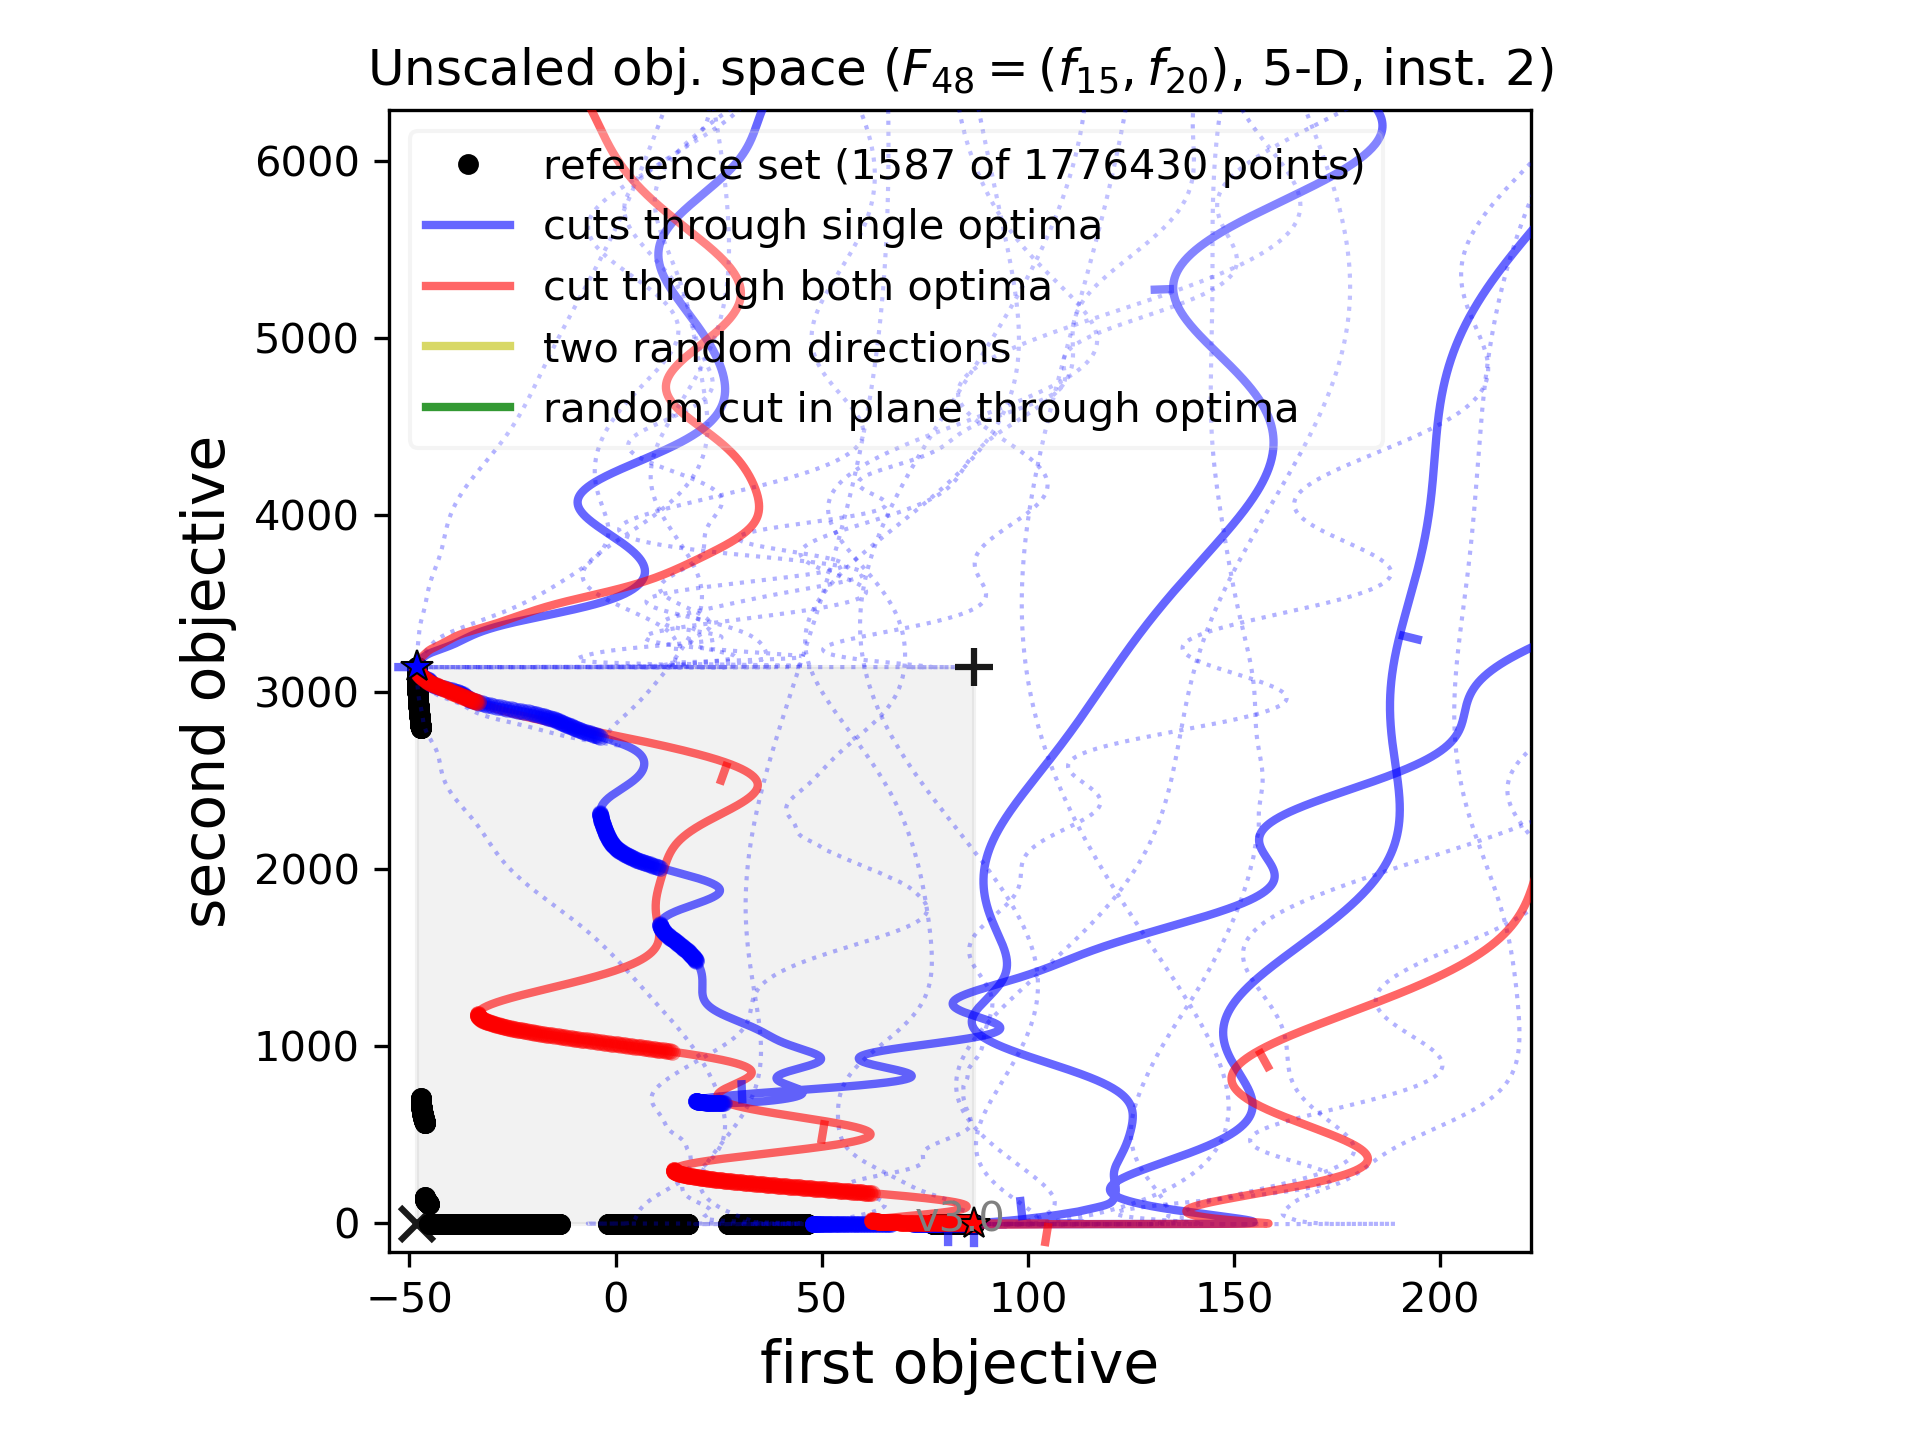 Unscaled obj. space (F₄₈ = (f₁₅, f₂₀), 5-D, inst. 2)
reference set (1587 of 1776430 points)
cuts through single optima
cut through both optima
two random directions
random cut in plane through optima
6000
5000
4000
3000
2000
1000
0
second objective
v3.0
−50
0
50
100
150
200
first objective